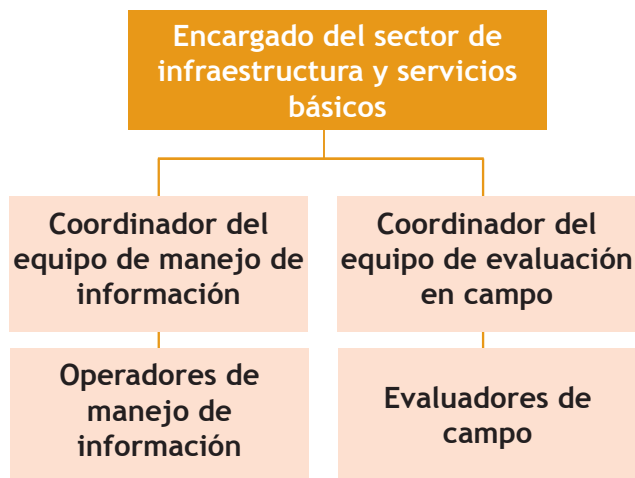 Encargado del sector de
infraestructura y servicios
básicos
Coordinador del
equipo de manejo de
información
Coordinador del
equipo de evaluación
en campo
Operadores de
manejo de
información
Evaluadores de
campo